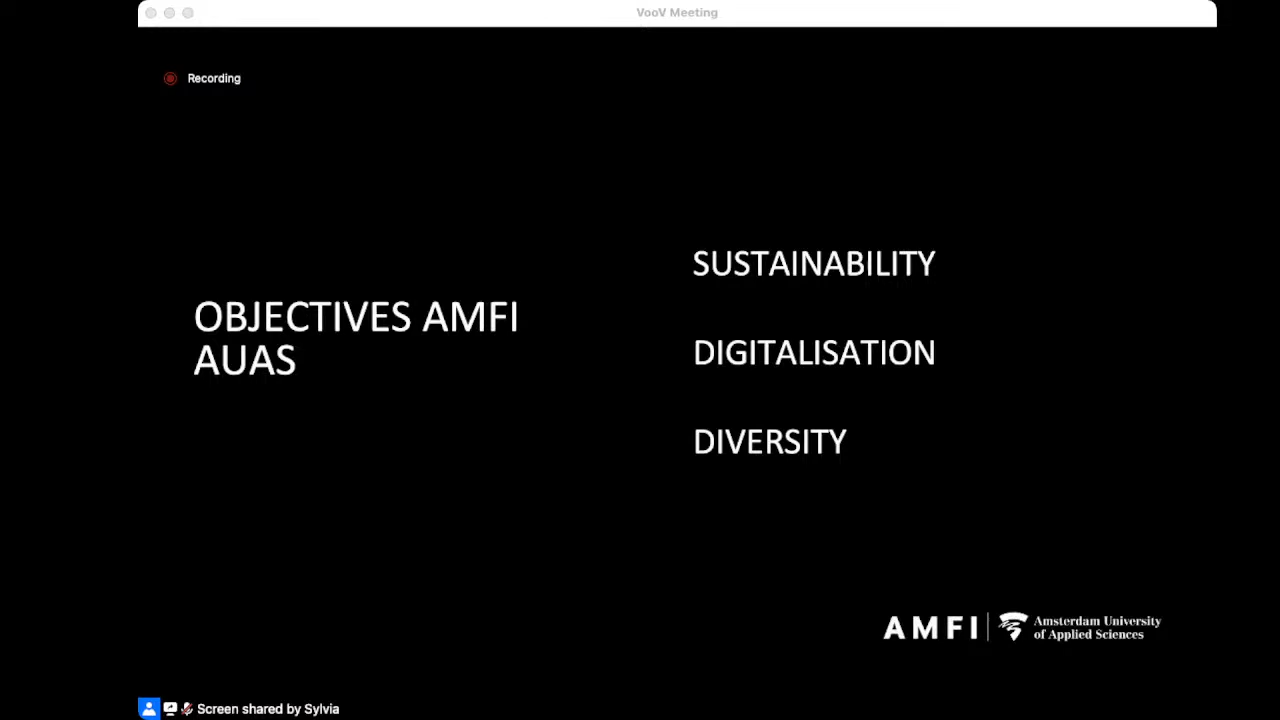 VooV Meeting
Recording
OBJECTIVES AMFI
AUAS
SUSTAINABILITY
DIGITALISATION
DIVERSITY
AMFI
Amsterdam University
of Applied Sciences
Screen shared by Sylvia